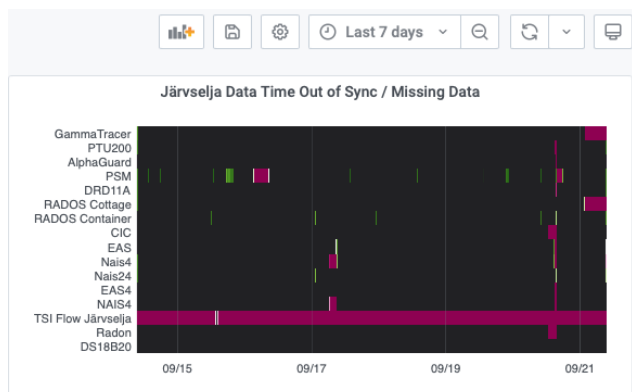 Last 7 days
Järvselja Data Time Out of Sync / Missing Data
GammaTracer
PTU200
AlphaGuard
PSM
DRD11A
RADOS Cottage
RADOS Container
CIC
EAS
Nais4
Nais24
EAS4
NAIS4
TSI Flow Järvselja
Radon
DS18B20
09/15 09/17 09/19 09/21